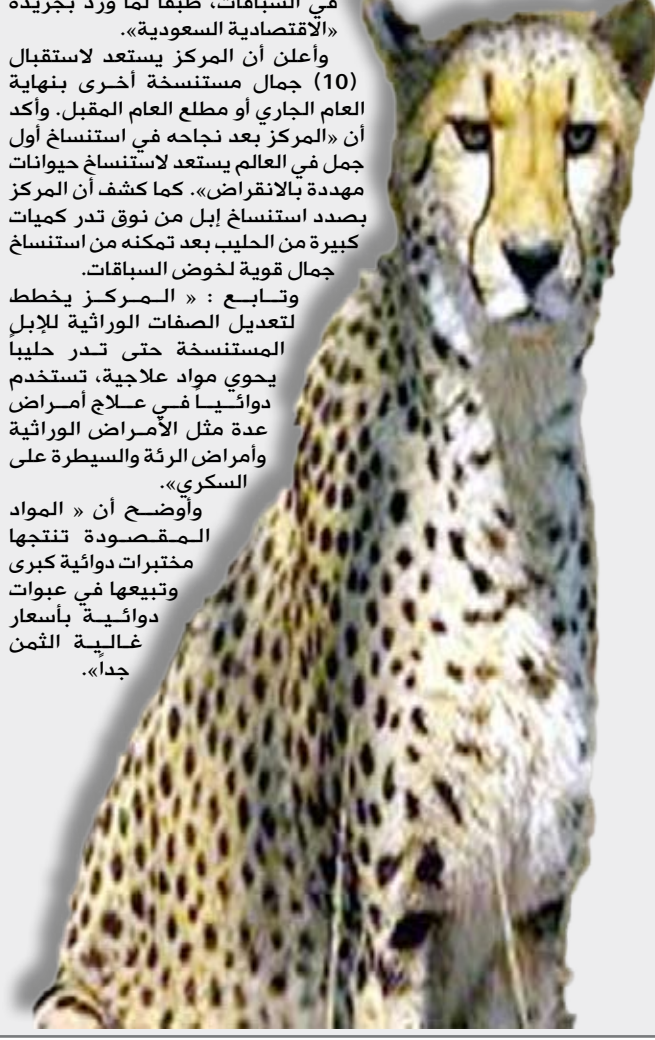 في السباقات، طبقاً لما ورد بجريدة
«الاقتصادية السعودية».
وأعلن أن المركز يستعد لاستقبال
(10) جمال مستنسخة أخرى بنهاية
العام الجاري أو مطلع العام المقبل. وأكد
أن «المركز بعد نجاحه في استنساخ أول
جمل في العالم يستعد لاستنساخ حيوانات
مهددة بالانقراض». كما كشف أن المركز
بصدد استنساخ إبل من نوق تدر كميات
كبيرة من الحليب بعد تمكنه من استنساخ
جمال قوية لخوض السباقات.
وتابع : « المركز يخطط
لتعديل الصفات الوراثية للإبل
المستنسخة حتى تدر حليباً
يحوي مواد علاجية، تستخدم
دوائياً في علاج أمراض
عدة مثل الأمراض الوراثية
وأمراض الرئة والسيطرة على
السكري».
وأوضح أن « المواد
المقصودة تنتجها
مختبرات دوائية كبرى
وتبيعها في عبوات
دوائية بأسعار
غالية الثمن
جداً».